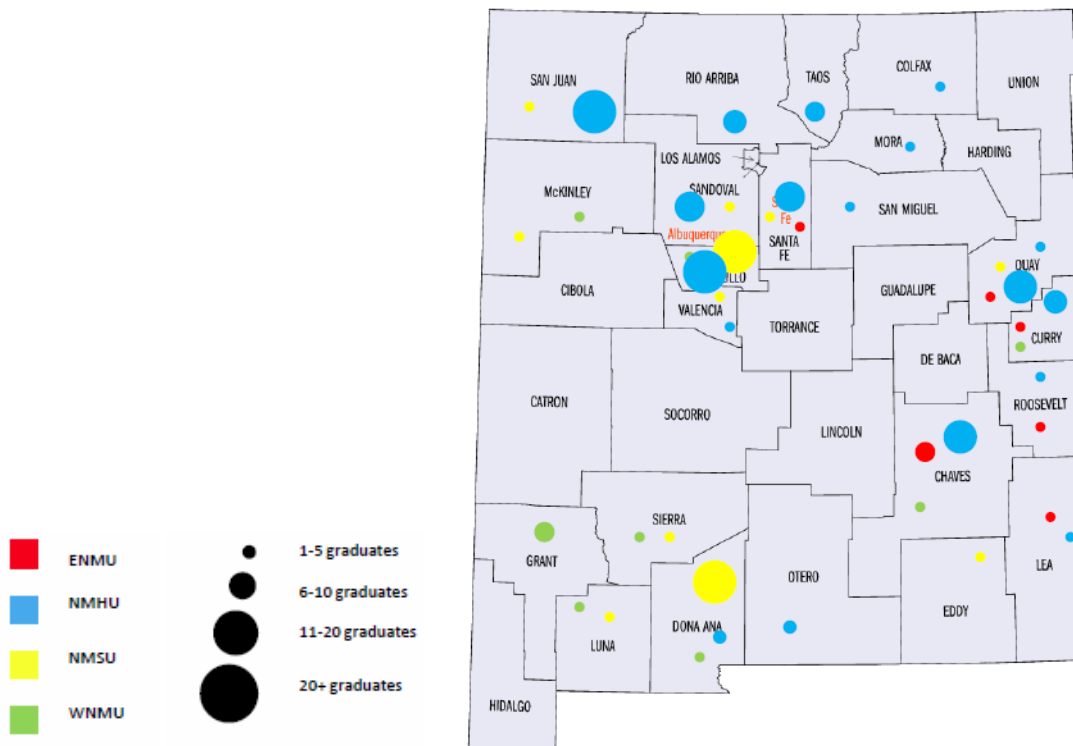 SAN JUAN
RIO ARRIBA
TAOS
COLFAX
UNION
MORA
HARDING
LOS ALAMOS
McKINLEY
SANDOVAL
SAN MIGUEL
Fe
SANTA
FE
CIBOLA
VALENCIA
TORRANCE
GUADALUPE
QUAY
CURRY
DE BACA
ROOSEVELT
CATRON
SOCORRO
LINCOLN
CHAVES
SIERRA
GRANT
LUNA
DONA ANA
OTERO
EDDY
LEA
HIDALGO
ENMU
NMHU
NMSU
WNMU
1-5 graduates
6-10 graduates
11-20 graduates
20+ graduates